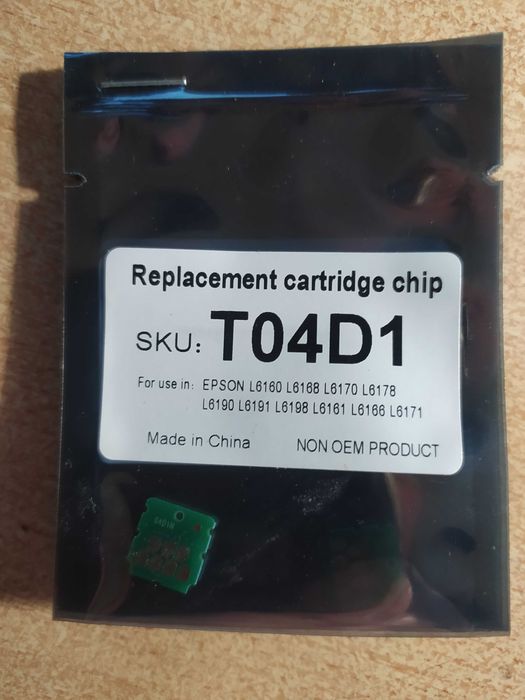 Replacement cartridge chip
SKU: T04D1
For use in: EPSON L6160 L6168 L6170 L6178
L6190 L6191 L6198 L6161 L6166 L6171
Made in China NON OEM PRODUCT